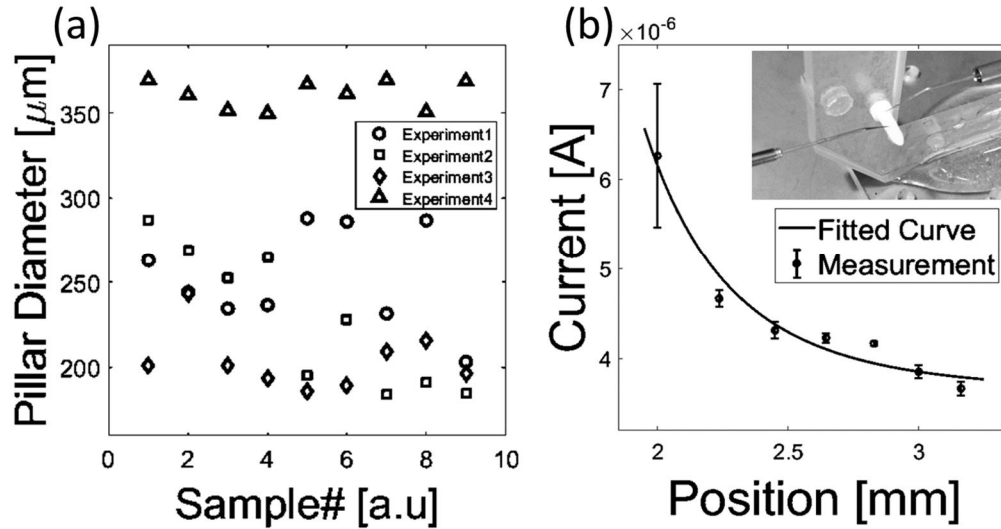 (a)
Pillar Diameter [μm]
350
300
250
200
Experiment1
Experiment2
Experiment3
Experiment4
0
2
4
6
8
10
Sample# [a.u]
(b)
×10⁻⁶
Current [A]
7
6
5
4
Fitted Curve
Measurement
2
2.5
3
Position [mm]